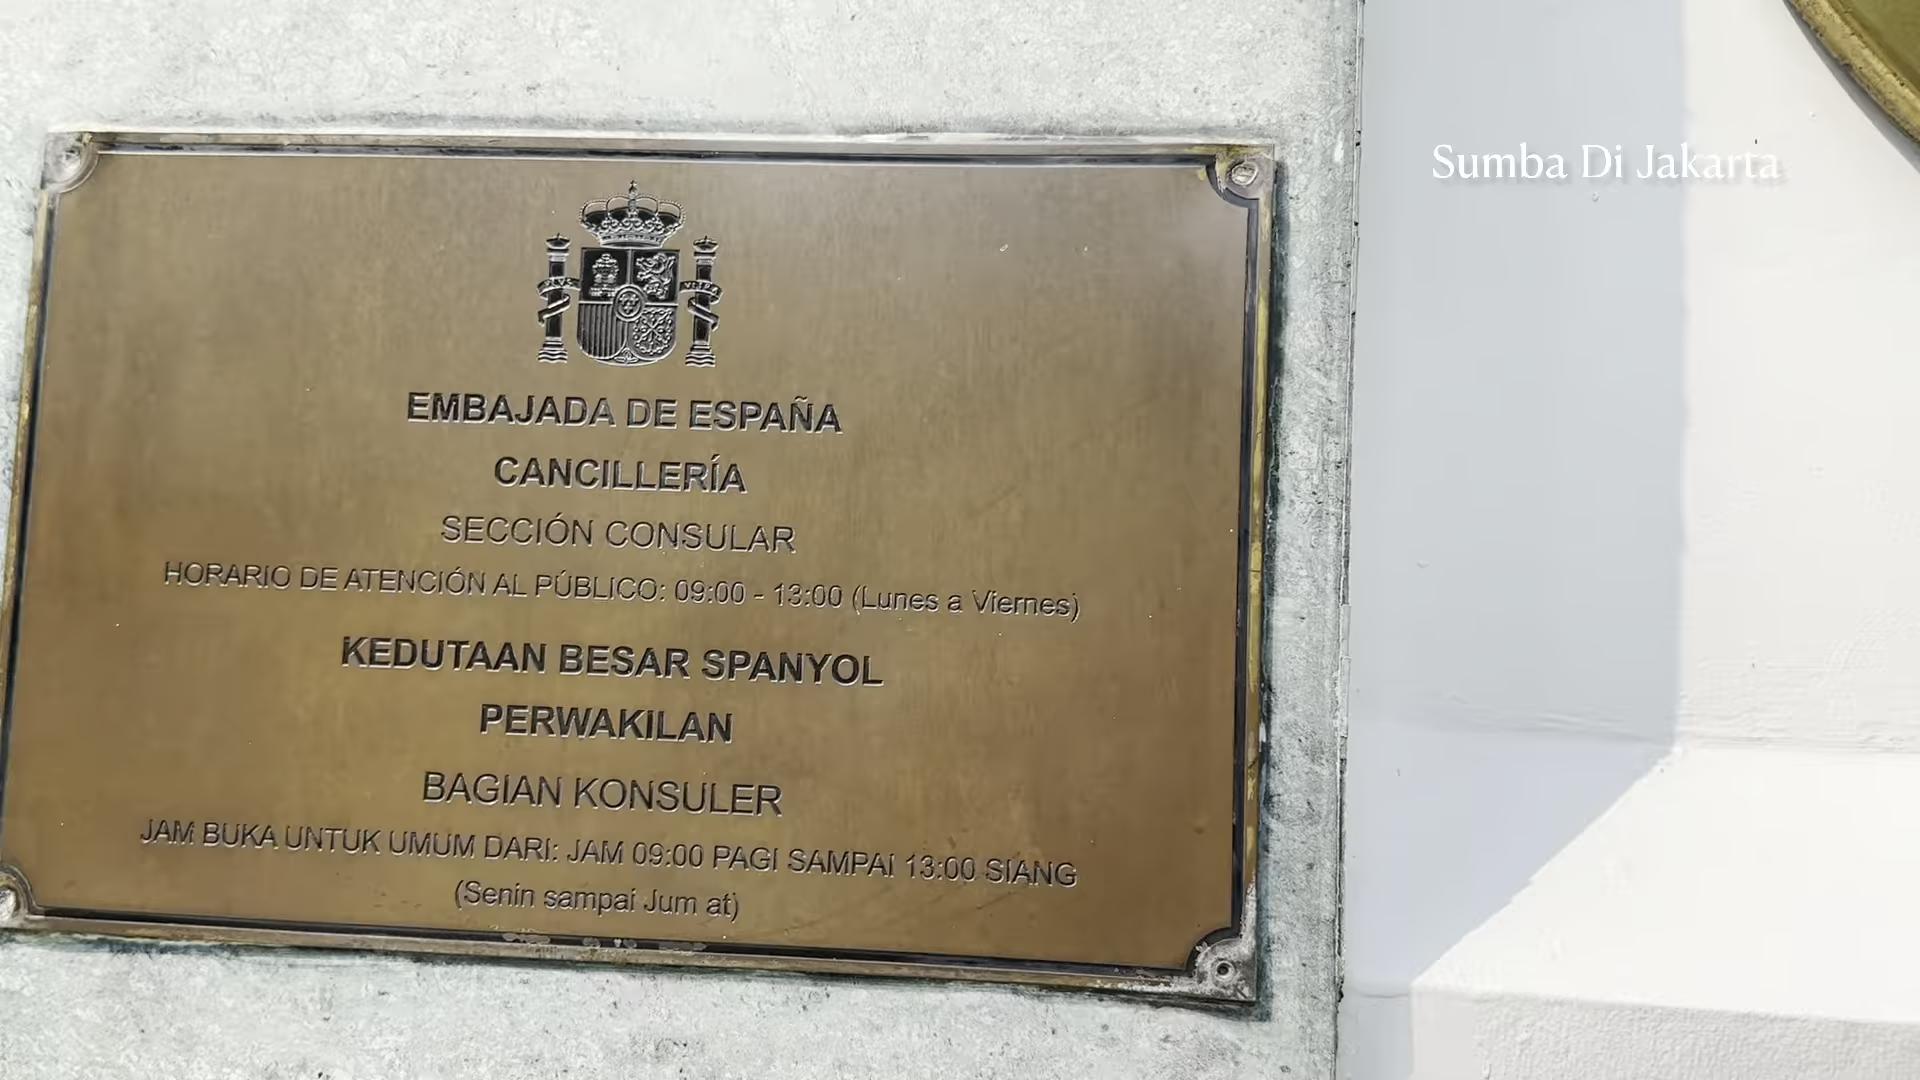 Sumba Di Jakarta
EMBAJADA DE ESPAÑA
CANCILLERÍA
SECCIÓN CONSULAR
HORARIO DE ATENCIÓN AL PÚBLICO: 09:00 - 13:00 (Lunes a Viernes)
KEDUTAAN BESAR SPANYOL
PERWAKILAN
BAGIAN KONSULER
JAM BUKA UNTUK UMUM DARI: JAM 09:00 PAGI SAMPAI 13:00 SIANG
(Senin sampai Jum at)